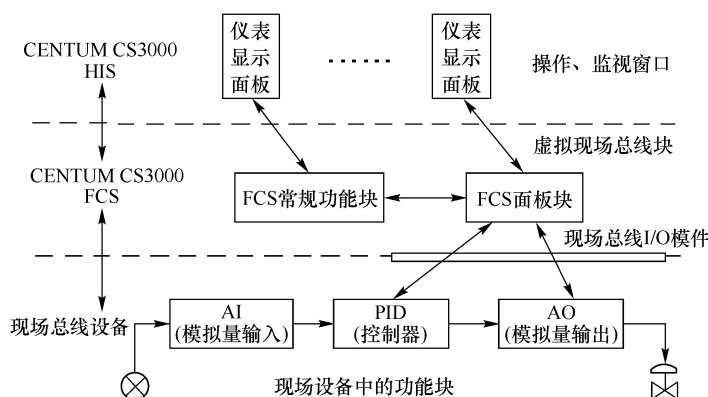 CENTUM CS3000
HIS
仪表
显示
面板
仪表
显示
面板
操作、监视窗口
虚拟现场总线块
CENTUM CS3000
FCS
FCS常规功能块
FCS面板块
现场总线I/O模件
现场总线设备
AI
(模拟量输入)
PID
(控制器)
AO
(模拟量输出)
现场设备中的功能块